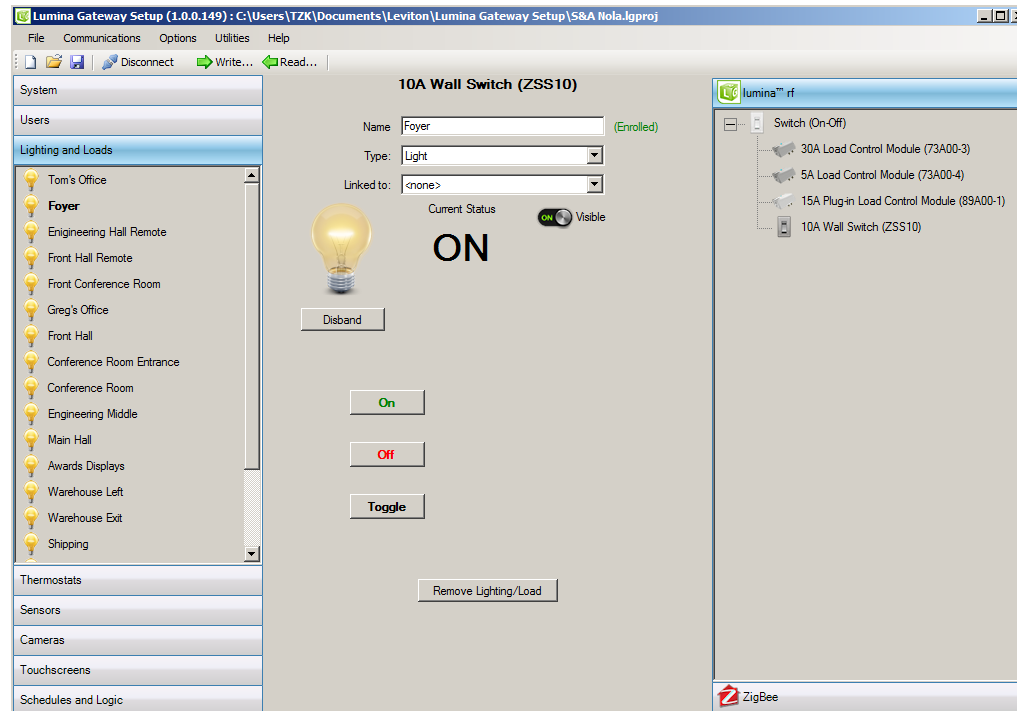 Lumina Gateway Setup (1.0.0.149) : C:\Users\TZK\Documents\Leviton\Lumina Gateway Setup\S&A Nola.lgproj
File Communications Options Utilities Help
Disconnect Write... Read...
System
Users
Lighting and Loads
Tom's Office
Foyer
Enigineering Hall Remote
Front Hall Remote
Front Conference Room
Greg's Office
Front Hall
Conference Room Entrance
Conference Room
Engineering Middle
Main Hall
Awards Displays
Warehouse Left
Warehouse Exit
Shipping
Thermostats
Sensors
Cameras
Touchscreens
Schedules and Logic
10A Wall Switch (ZSS10)
Name Foyer (Enrolled)
Type: Light
Linked to: <none>
Current Status ON Visible
ON
Disband
On
Off
Toggle
Remove Lighting/Load
lumina™ rf
Switch (On-Off)
30A Load Control Module (73A00-3)
5A Load Control Module (73A00-4)
15A Plug-in Load Control Module (89A00-1)
10A Wall Switch (ZSS10)
ZigBee